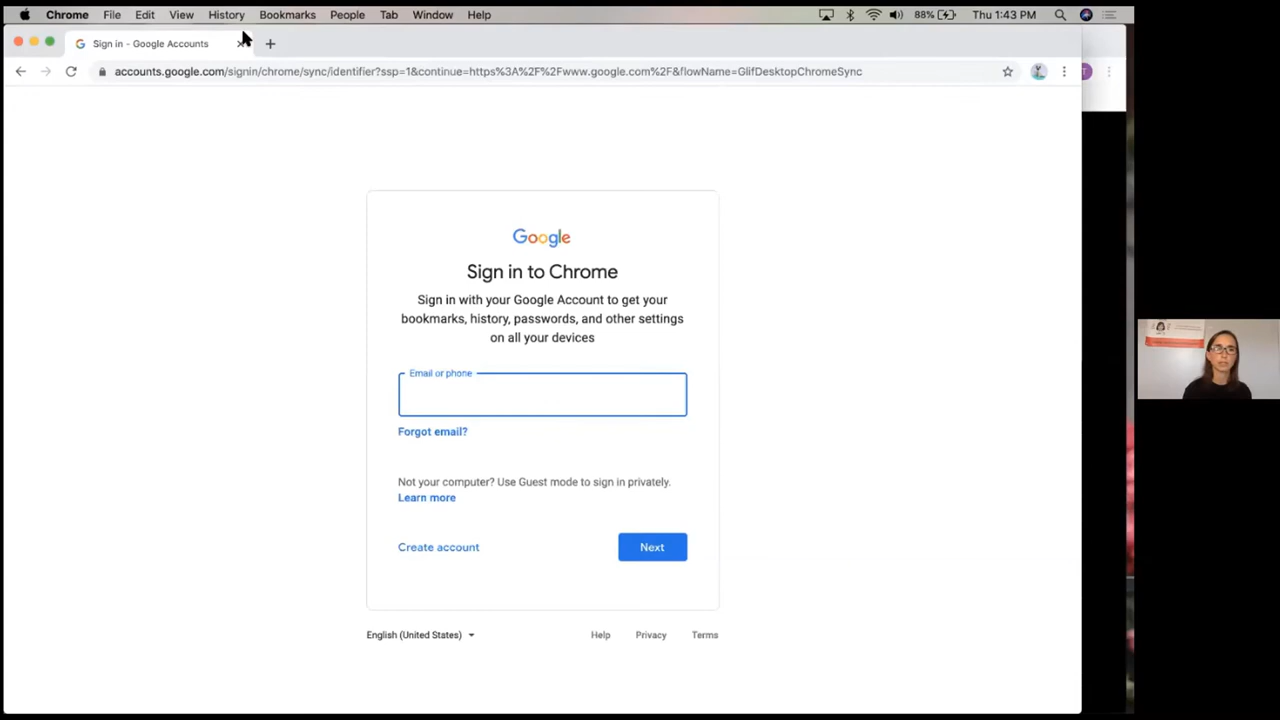 Chrome File Edit View History Bookmarks People Tab Window Help 88% Thu 1:43 PM
Sign in - Google Accounts
accounts.google.com/signin/chrome/sync/identifier?ssp=1&continue=https%3A%2F%2Fwww.google.com%2F&flowName=GlifDesktopChromeSync
T
Google
Sign in to Chrome
Sign in with your Google Account to get your
bookmarks, history, passwords, and other settings
on all your devices
Email or phone
Forgot email?
Not your computer? Use Guest mode to sign in privately.
Learn more
Create account Next
English (United States) Help Privacy Terms